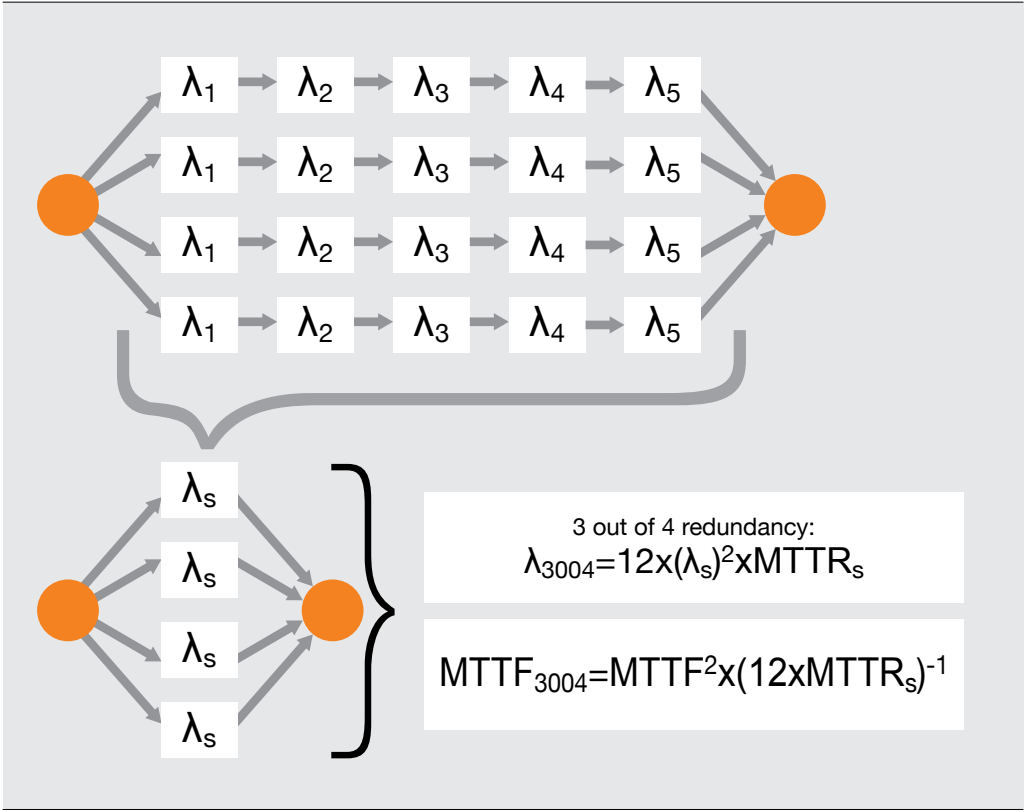 λ₁ λ₂ λ₃ λ₄ λ₅
λ₁ λ₂ λ₃ λ₄ λ₅
λ₁ λ₂ λ₃ λ₄ λ₅
λ₁ λ₂ λ₃ λ₄ λ₅
λₛ
λₛ
λₛ
λₛ
3 out of 4 redundancy:
λ₃₀₀₄=12x(λₛ)²xMTTRₛ
MTTF₃₀₀₄=MTTF²x(12xMTTRₛ)⁻¹